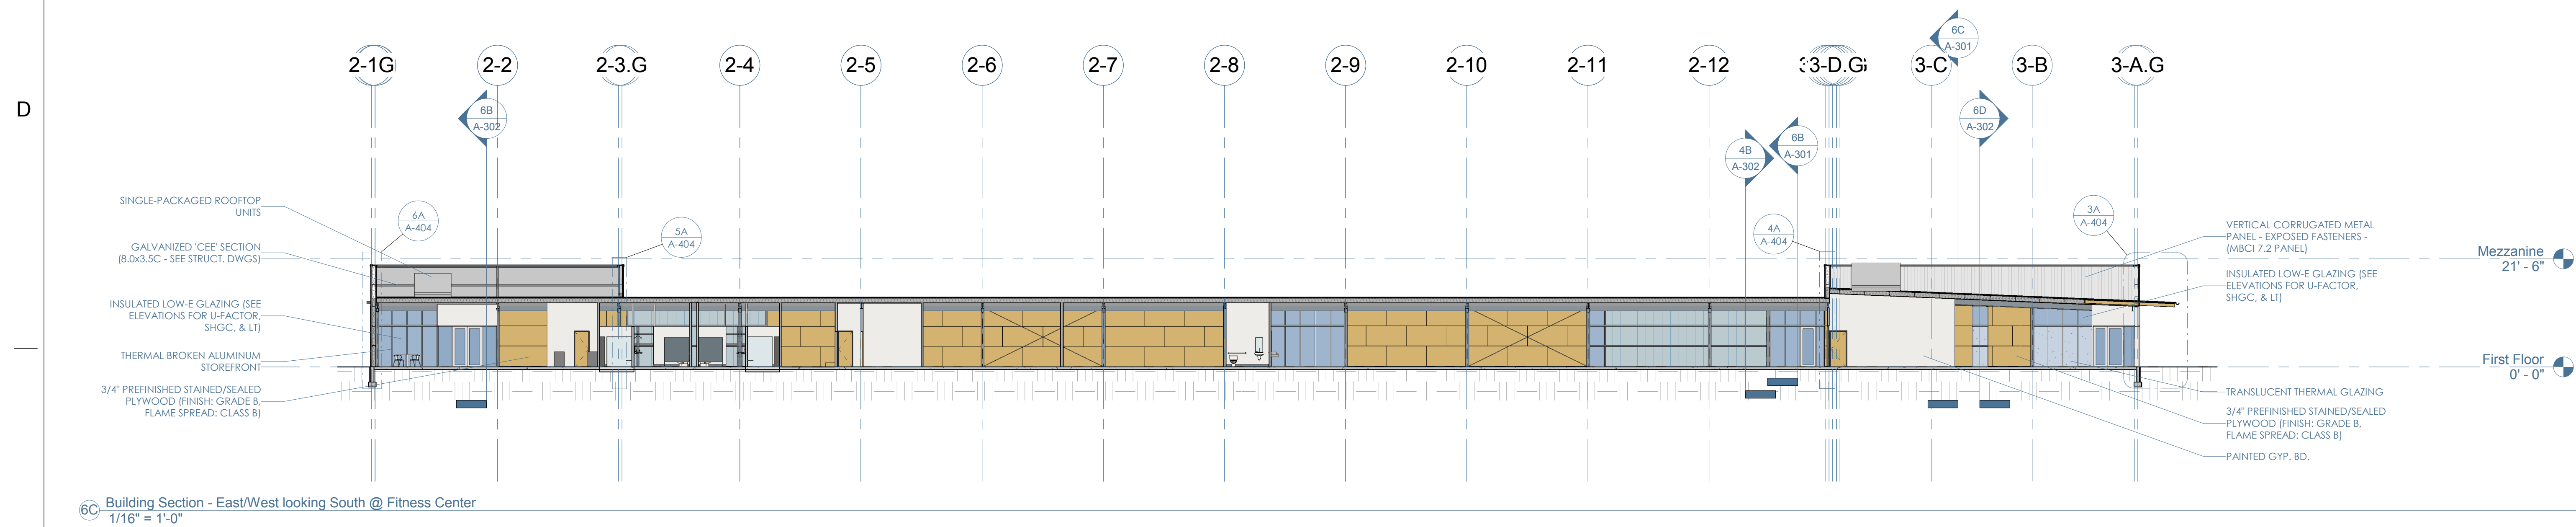 D
2-1G
2-2
2-3.G
2-4
2-5
2-6
2-7
2-8
2-9
2-10
2-11
2-12
3-D.G
3-C
3-B
3-A.G
6C
A-301
6B
A-302
6D
A-302
4B
A-302
6B
A-301
6A
A-404
5A
A-404
4A
A-404
3A
A-404
SINGLE-PACKAGED ROOFTOP
UNITS
GALVANIZED 'CEE' SECTION
(8.0x3.5C - SEE STRUCT. DWGS)
INSULATED LOW-E GLAZING (SEE
ELEVATIONS FOR U-FACTOR,
SHGC, & LT)
THERMAL BROKEN ALUMINUM
STOREFRONT
3/4" PREFINISHED STAINED/SEALED
PLYWOOD (FINISH: GRADE B,
FLAME SPREAD: CLASS B)
VERTICAL CORRUGATED METAL
PANEL - EXPOSED FASTENERS -
(MBCI 7.2 PANEL)
INSULATED LOW-E GLAZING (SEE
ELEVATIONS FOR U-FACTOR,
SHGC, & LT)
TRANSLUCENT THERMAL GLAZING
3/4" PREFINISHED STAINED/SEALED
PLYWOOD (FINISH: GRADE B,
FLAME SPREAD: CLASS B)
PAINTED GYP. BD.
Mezzanine
21' - 6"
First Floor
0' - 0"
6C
Building Section - East/West looking South @ Fitness Center
1/16" = 1'-0"